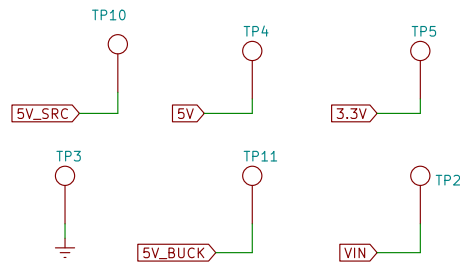 TP10
TP4
TP5
5V_SRC
5V
3.3V
TP3
TP11
TP2
5V_BUCK
VIN